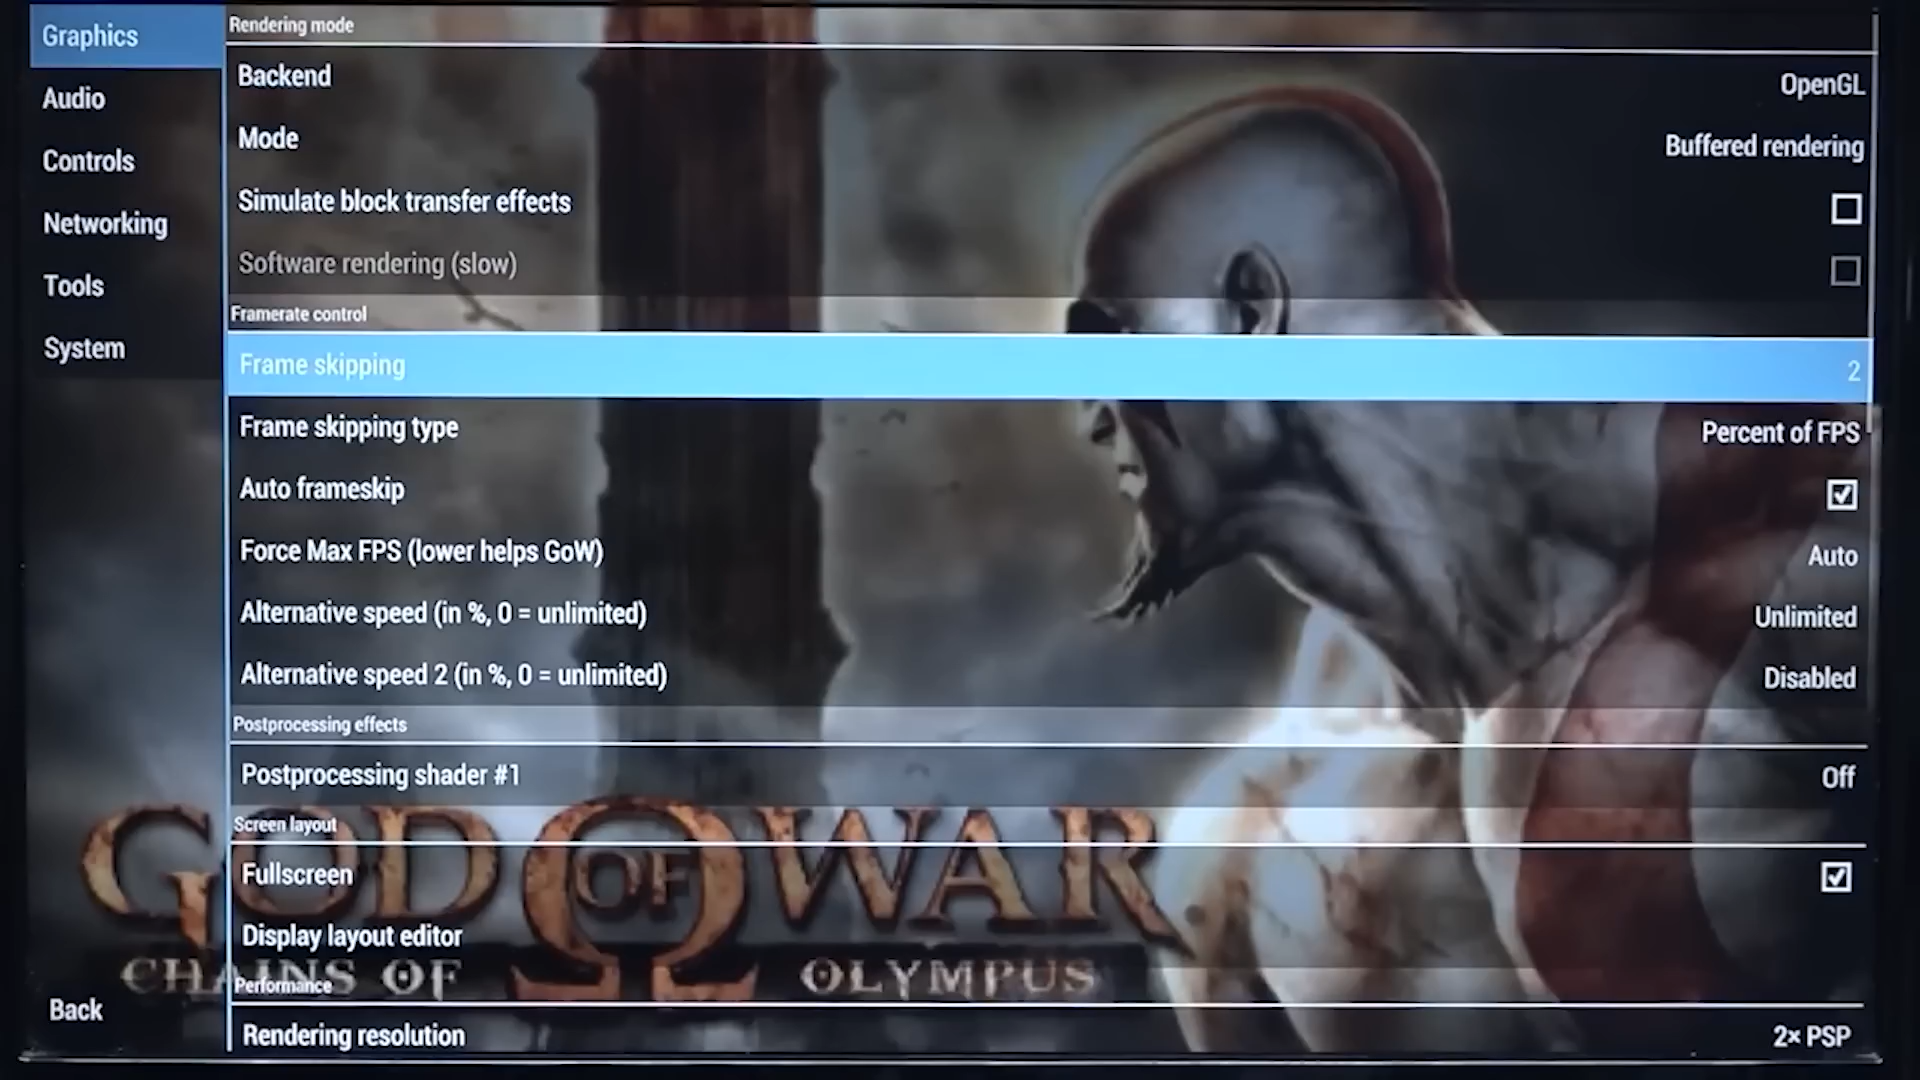 Graphics
Audio
Controls
Networking
Tools
System
Back
Rendering mode
Backend OpenGL
Mode Buffered rendering
Simulate block transfer effects
Software rendering (slow)
Framerate control
Frame skipping 2
Frame skipping type Percent of FPS
Auto frameskip
Force Max FPS (lower helps GoW) Auto
Alternative speed (in %, 0 = unlimited) Unlimited
Alternative speed 2 (in %, 0 = unlimited) Disabled
Postprocessing effects
Postprocessing shader #1 Off
Screen layout
Fullscreen
Display layout editor
Performance
Rendering resolution 2× PSP
GOD OF WAR
CHAINS OF OLYMPUS